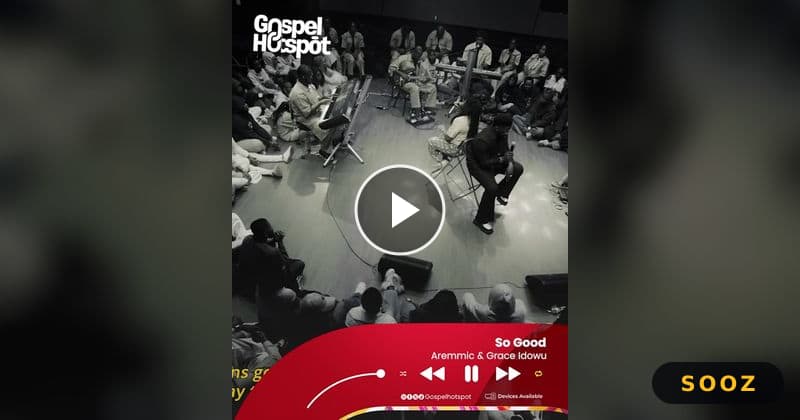 Gospel
Hotspot
So Good
Aremmic & Grace Idowu
Gospelhotspot
Devices Available
SOOZ